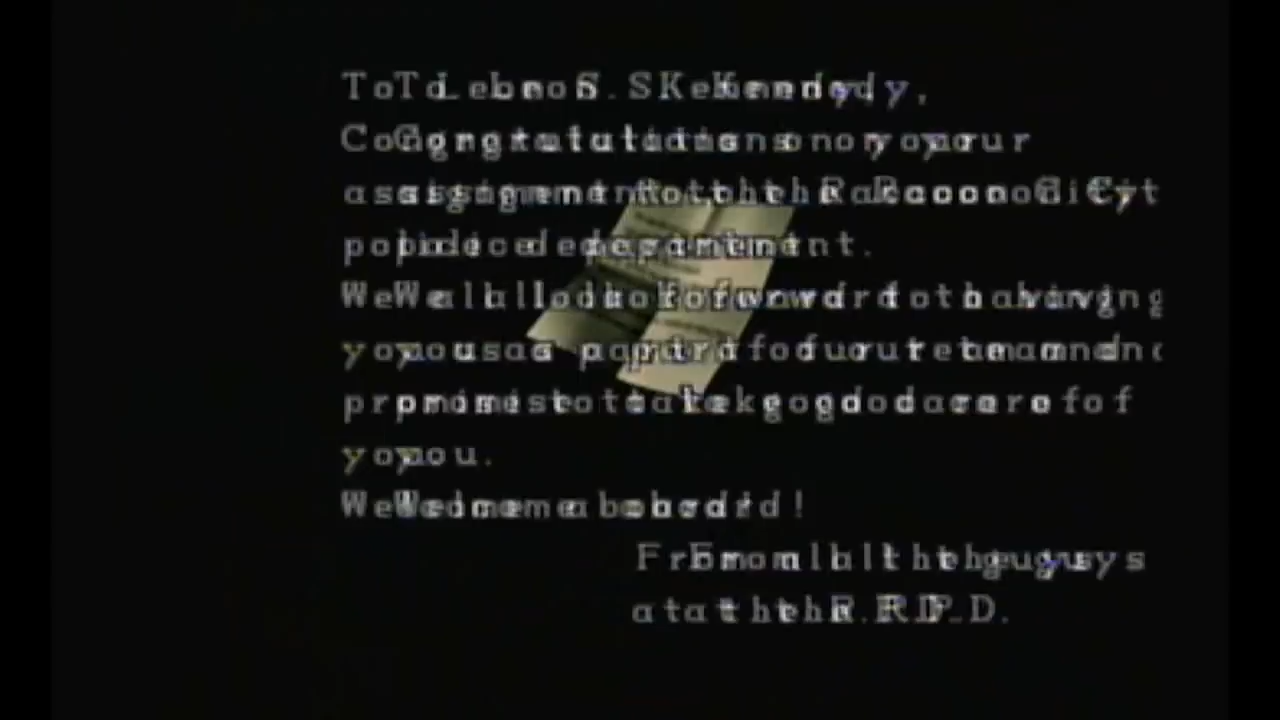 To Leon S. Kennedy,
Congratulations on your
assignment to the Raccoon City
police department.
We all look forward to having
you as a part of our team and
promise to take good care of
you.
Welcome aboard!
From all the guys
at the R.P.D.